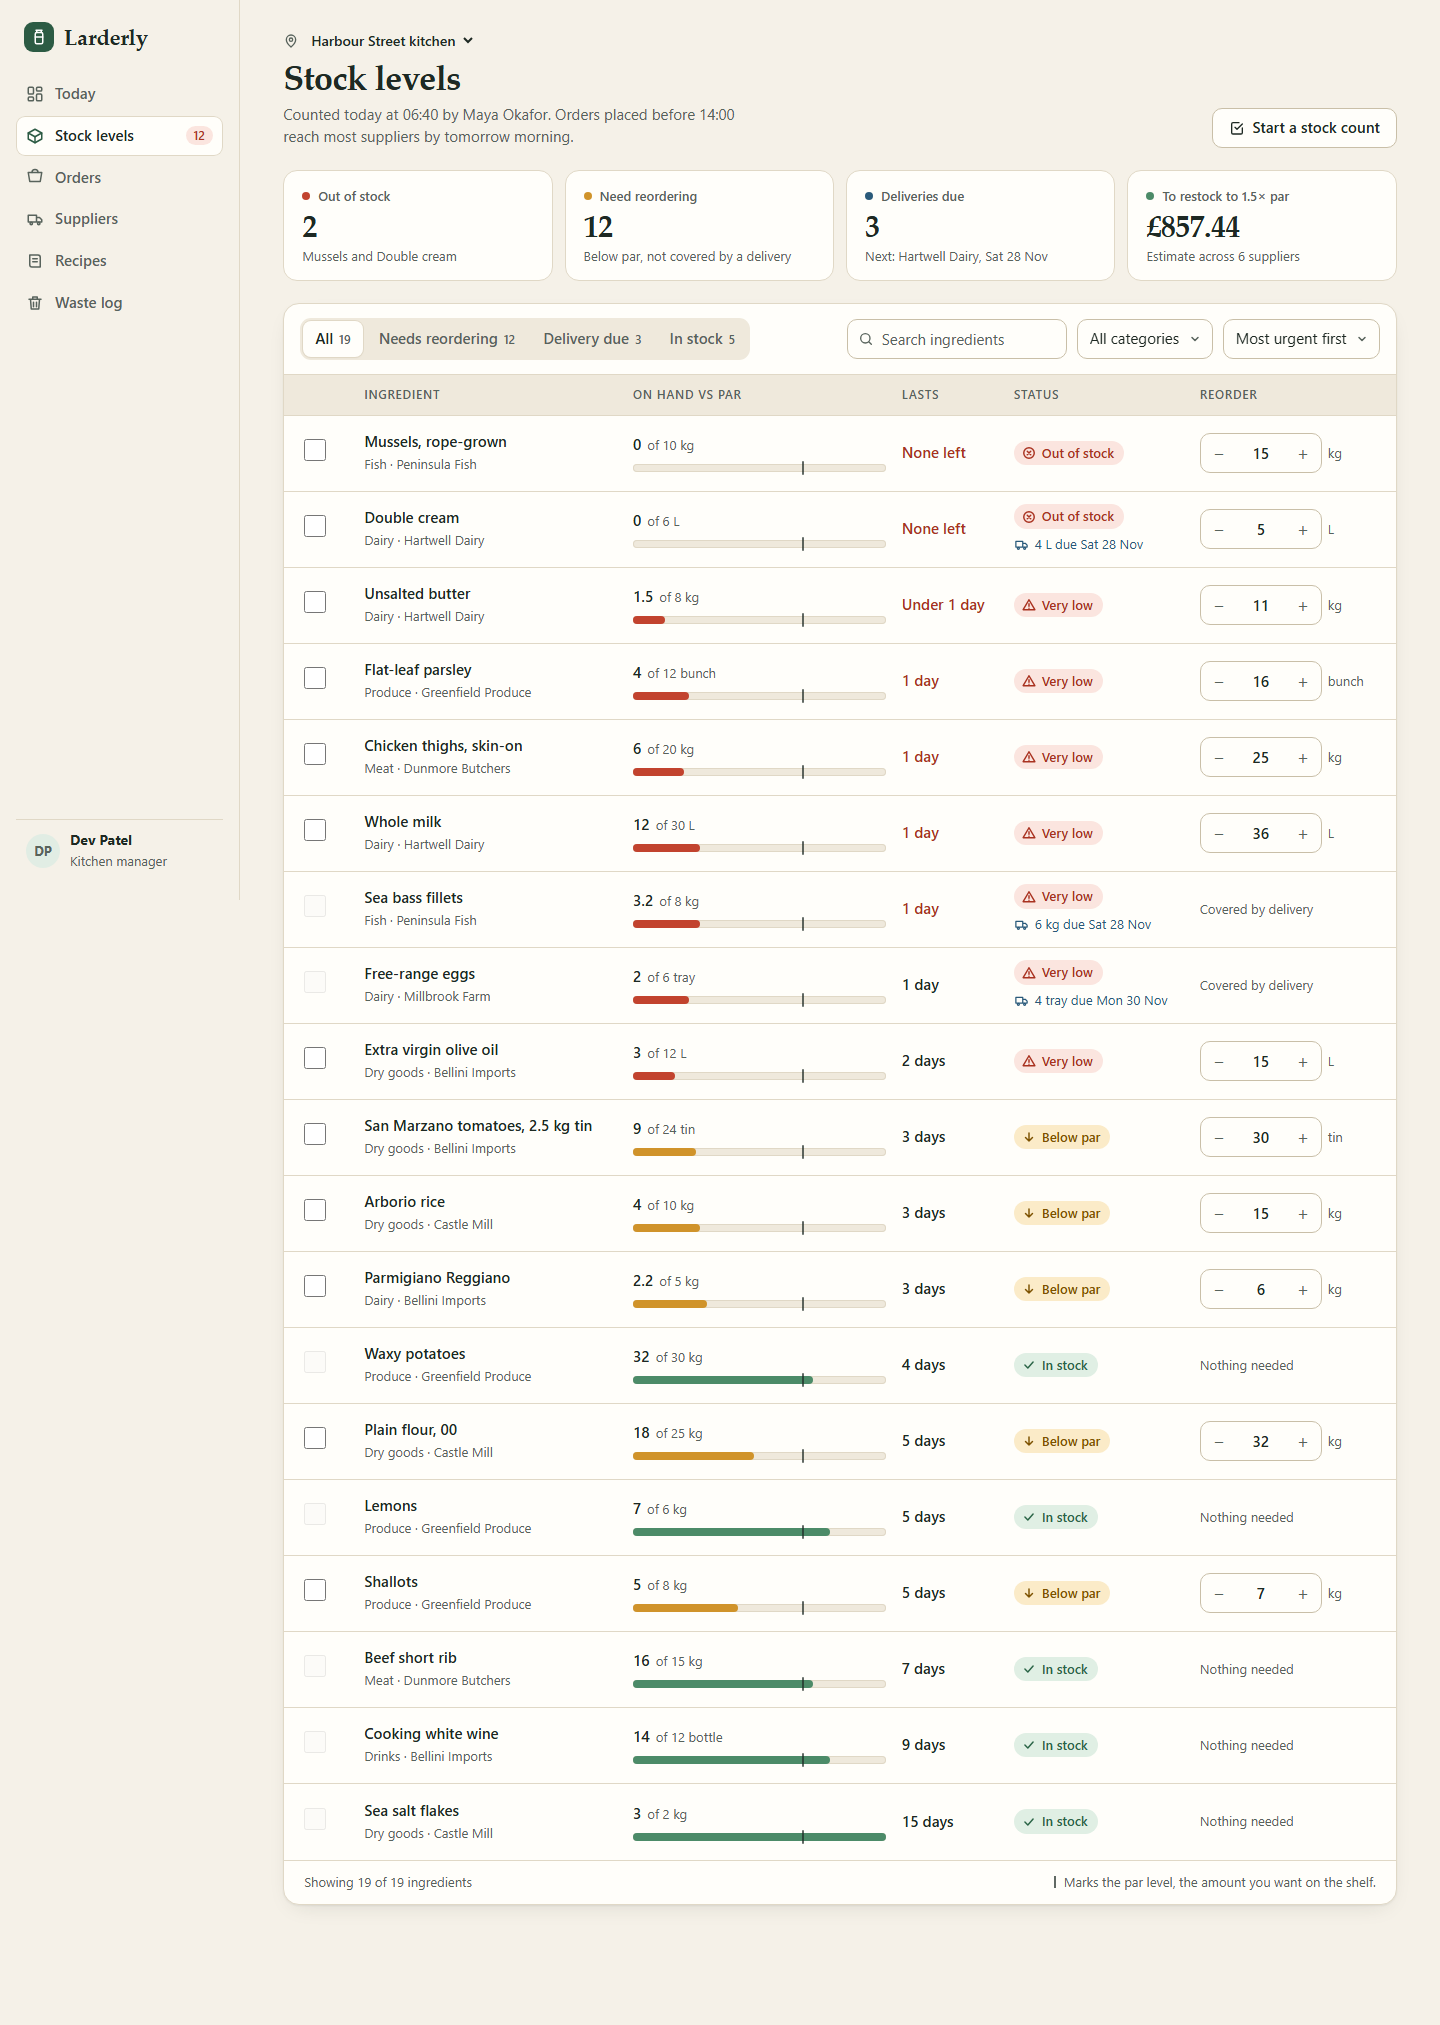 Larderly
Today
Stock levels 12
Orders
Suppliers
Recipes
Waste log
DP
Dev Patel
Kitchen manager
Harbour Street kitchen
Stock levels
Counted today at 06:40 by Maya Okafor. Orders placed before 14:00
reach most suppliers by tomorrow morning.
Start a stock count
Out of stock
2
Mussels and Double cream
Need reordering
12
Below par, not covered by a delivery
Deliveries due
3
Next: Hartwell Dairy, Sat 28 Nov
To restock to 1.5× par
£857.44
Estimate across 6 suppliers
All 19 Needs reordering 12 Delivery due 3 In stock 5
Search ingredients All categories Most urgent first
INGREDIENT ON HAND VS PAR LASTS STATUS REORDER
Mussels, rope-grown
Fish · Peninsula Fish
0 of 10 kg
None left
Out of stock
− 15 + kg
Double cream
Dairy · Hartwell Dairy
0 of 6 L
None left
Out of stock
4 L due Sat 28 Nov
− 5 + L
Unsalted butter
Dairy · Hartwell Dairy
1.5 of 8 kg
Under 1 day
Very low
− 11 + kg
Flat-leaf parsley
Produce · Greenfield Produce
4 of 12 bunch
1 day
Very low
− 16 + bunch
Chicken thighs, skin-on
Meat · Dunmore Butchers
6 of 20 kg
1 day
Very low
− 25 + kg
Whole milk
Dairy · Hartwell Dairy
12 of 30 L
1 day
Very low
− 36 + L
Sea bass fillets
Fish · Peninsula Fish
3.2 of 8 kg
1 day
Very low
6 kg due Sat 28 Nov
Covered by delivery
Free-range eggs
Dairy · Millbrook Farm
2 of 6 tray
1 day
Very low
4 tray due Mon 30 Nov
Covered by delivery
Extra virgin olive oil
Dry goods · Bellini Imports
3 of 12 L
2 days
Very low
− 15 + L
San Marzano tomatoes, 2.5 kg tin
Dry goods · Bellini Imports
9 of 24 tin
3 days
Below par
− 30 + tin
Arborio rice
Dry goods · Castle Mill
4 of 10 kg
3 days
Below par
− 15 + kg
Parmigiano Reggiano
Dairy · Bellini Imports
2.2 of 5 kg
3 days
Below par
− 6 + kg
Waxy potatoes
Produce · Greenfield Produce
32 of 30 kg
4 days
In stock
Nothing needed
Plain flour, 00
Dry goods · Castle Mill
18 of 25 kg
5 days
Below par
− 32 + kg
Lemons
Produce · Greenfield Produce
7 of 6 kg
5 days
In stock
Nothing needed
Shallots
Produce · Greenfield Produce
5 of 8 kg
5 days
Below par
− 7 + kg
Beef short rib
Meat · Dunmore Butchers
16 of 15 kg
7 days
In stock
Nothing needed
Cooking white wine
Drinks · Bellini Imports
14 of 12 bottle
9 days
In stock
Nothing needed
Sea salt flakes
Dry goods · Castle Mill
3 of 2 kg
15 days
In stock
Nothing needed
Showing 19 of 19 ingredients
Marks the par level, the amount you want on the shelf.